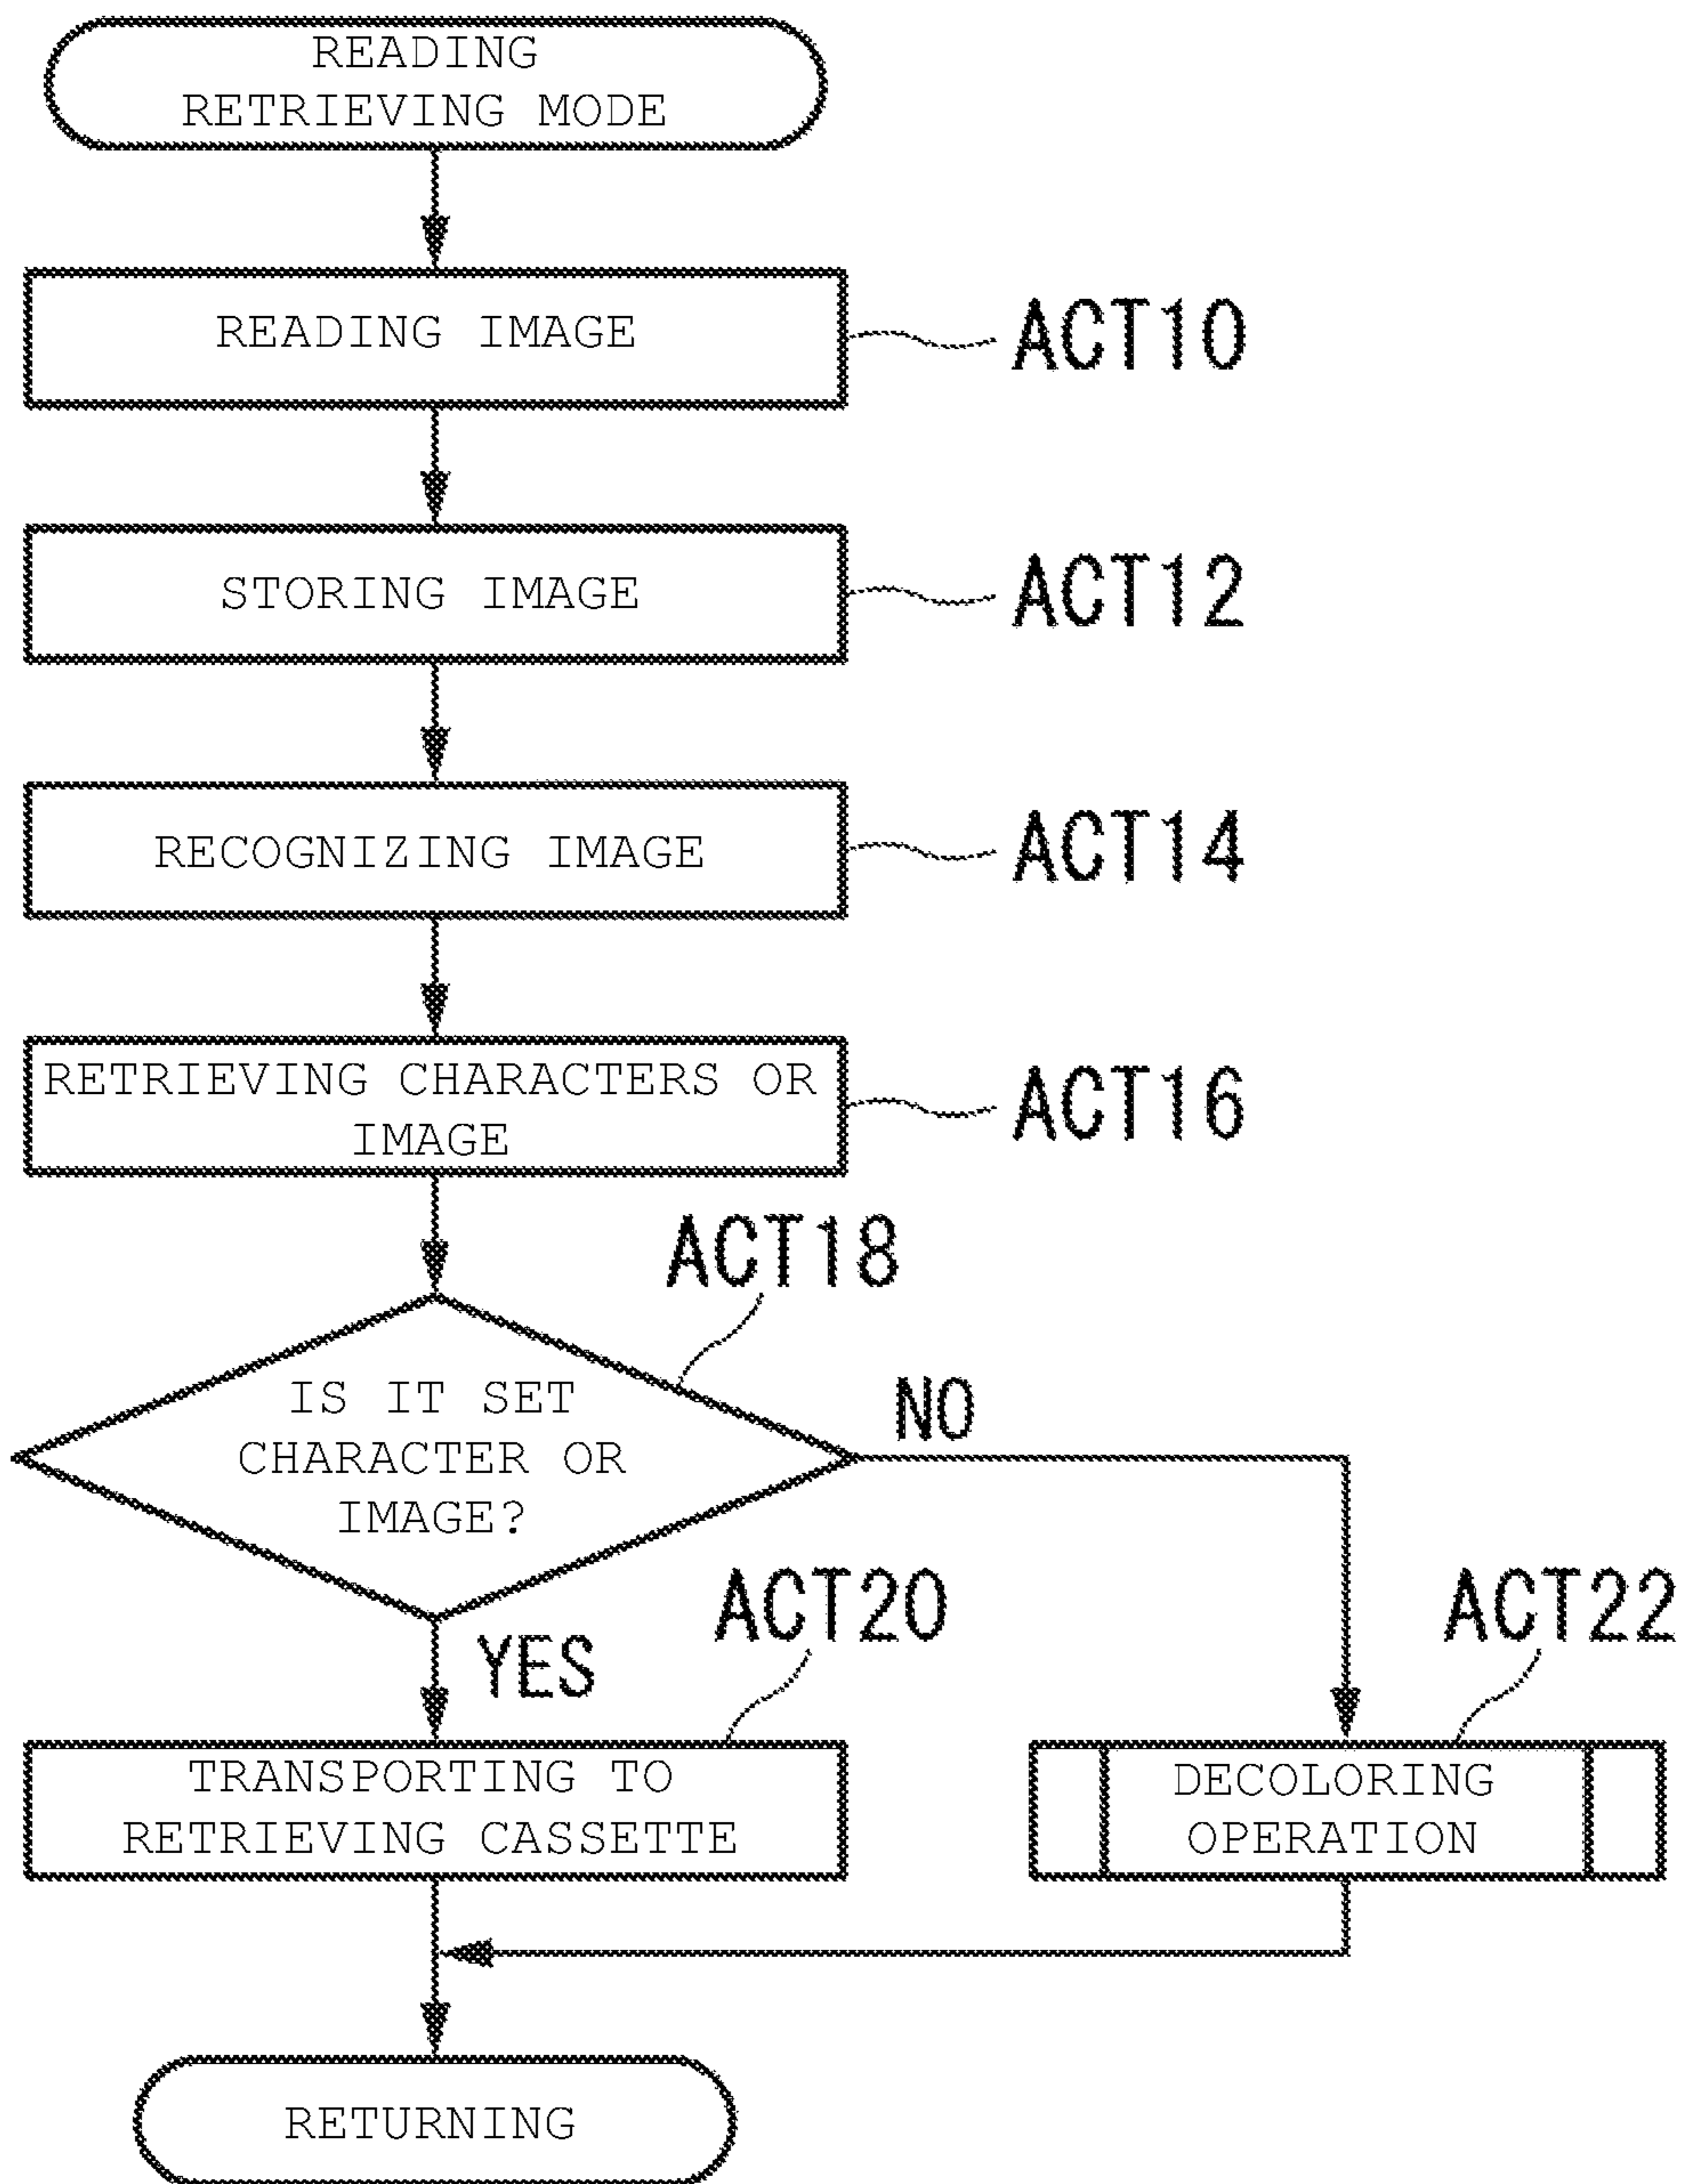 READING
RETRIEVING MODE
READING IMAGE
ACT10
STORING IMAGE
ACT12
RECOGNIZING IMAGE
ACT14
RETRIEVING CHARACTERS OR
IMAGE
ACT16
ACT18
IS IT SET
CHARACTER OR
IMAGE?
NO
YES
ACT20
ACT22
TRANSPORTING TO
RETRIEVING CASSETTE
DECOLORING
OPERATION
RETURNING